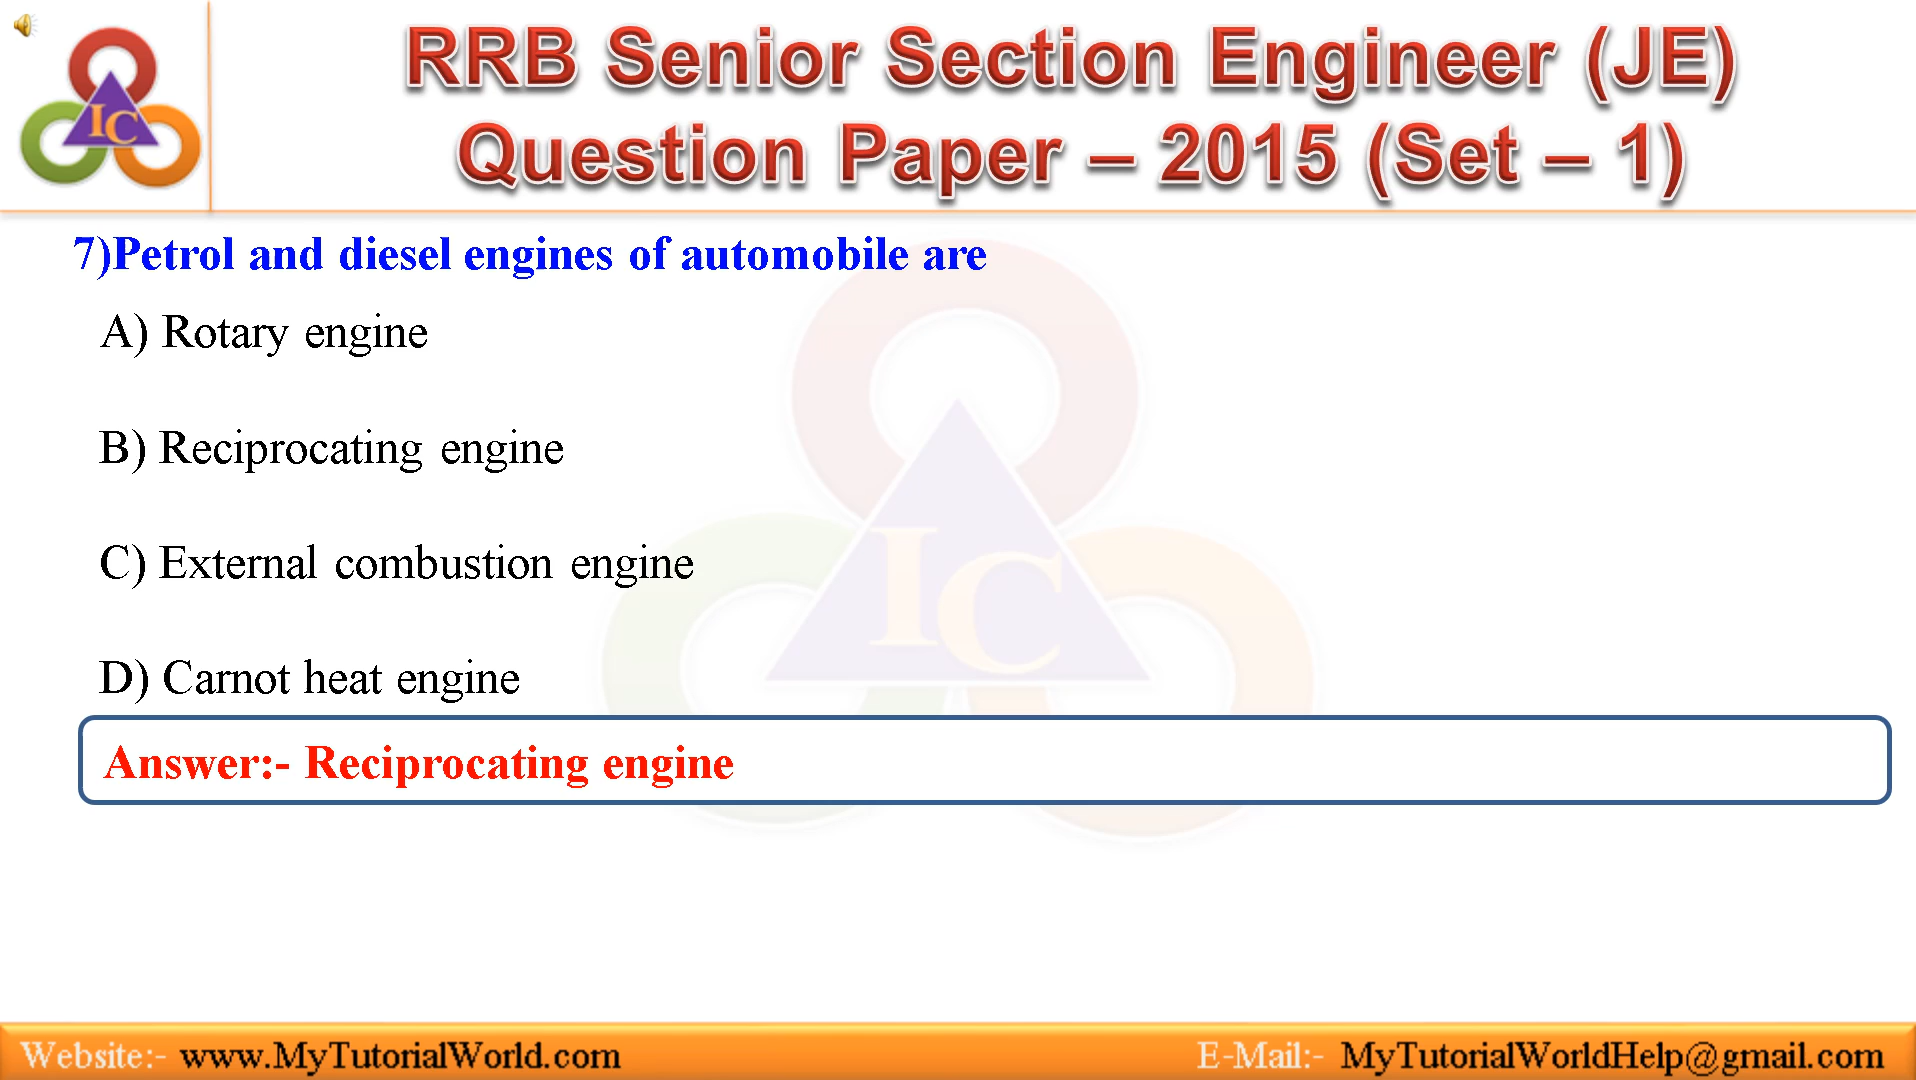 IC
RRB Senior Section Engineer (JE)
Question Paper – 2015 (Set – 1)
7)Petrol and diesel engines of automobile are
A) Rotary engine
B) Reciprocating engine
C) External combustion engine
D) Carnot heat engine
IC
Answer:- Reciprocating engine
Website:- www.MyTutorialWorld.com
E-Mail:- MyTutorialWorldHelp@gmail.com